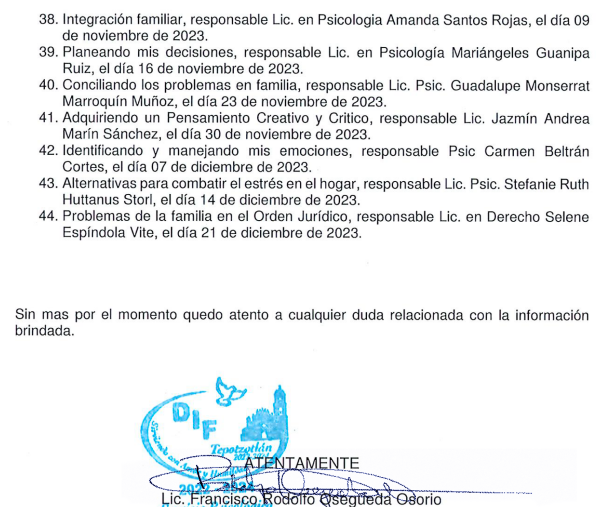 38. Integración familiar, responsable Lic. en Psicologia Amanda Santos Rojas, el día 09
de noviembre de 2023.
39. Planeando mis decisiones, responsable Lic. en Psicología Mariángeles Guanipa
Ruiz, el día 16 de noviembre de 2023.
40. Conciliando los problemas en familia, responsable Lic. Psic. Guadalupe Monserrat
Marroquín Muñoz, el día 23 de noviembre de 2023.
41. Adquiriendo un Pensamiento Creativo y Critico, responsable Lic. Jazmín Andrea
Marín Sánchez, el día 30 de noviembre de 2023.
42. Identificando y manejando mis emociones, responsable Psic Carmen Beltrán
Cortes, el día 07 de diciembre de 2023.
43. Alternativas para combatir el estrés en el hogar, responsable Lic. Psic. Stefanie Ruth
Huttanus Storl, el día 14 de diciembre de 2023.
44. Problemas de la familia en el Orden Jurídico, responsable Lic. en Derecho Selene
Espíndola Vite, el día 21 de diciembre de 2023.
Sin mas por el momento quedo atento a cualquier duda relacionada con la información
brindada.
DIF
Tepotzotlán
ATENTAMENTE
2022 2024
Lic. Francisco Rodolfo Osegueda Osorio